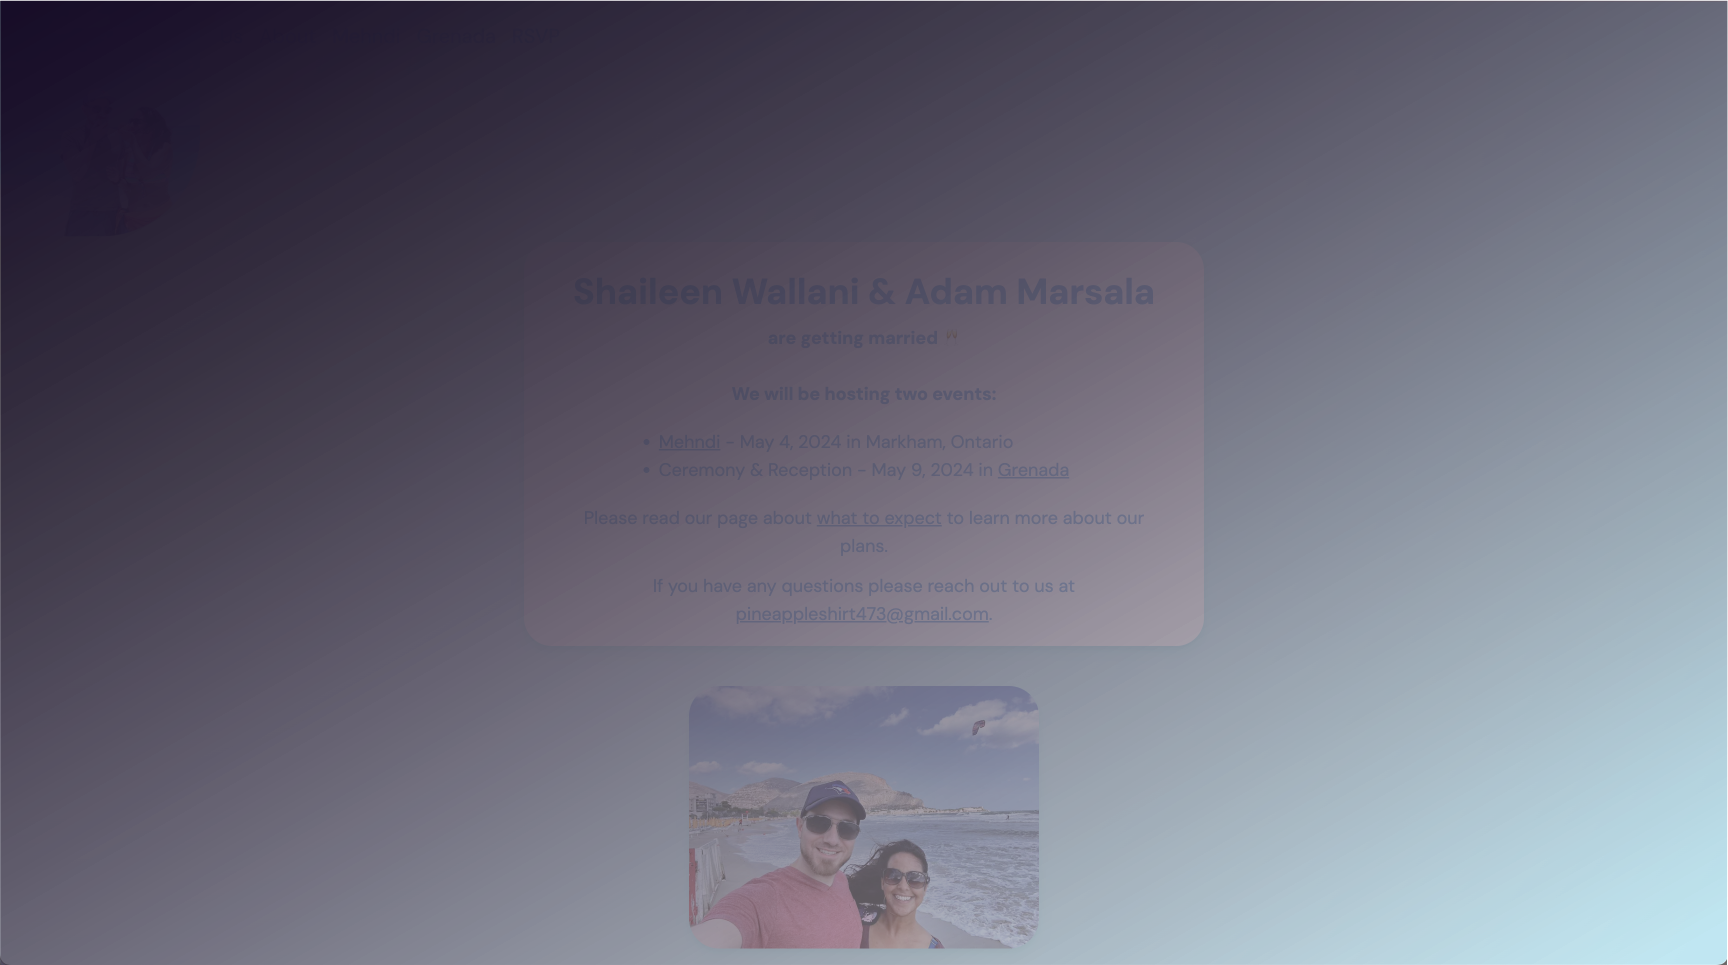 Shaileen Wallani & Adam Marsala
are getting married 🥂
We will be hosting two events:
• Mehndi - May 4, 2024 in Markham, Ontario
• Ceremony & Reception - May 9, 2024 in Grenada
Please read our page about what to expect to learn more about our
plans.
If you have any questions please reach out to us at
pineappleshirt473@gmail.com.